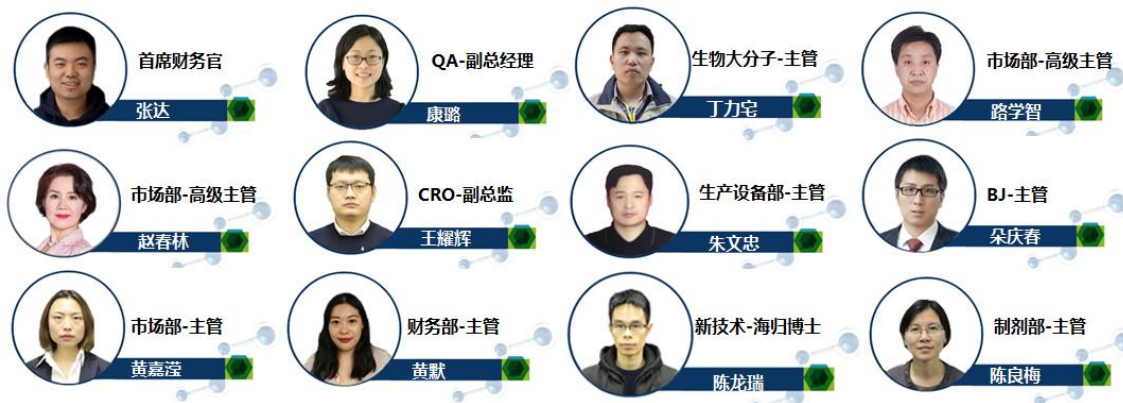 首席财务官
张达
QA-副总经理
康璐
生物大分子-主管
丁力宅
市场部-高级主管
路学智
市场部-高级主管
赵春林
CRO-副总监
王耀辉
生产设备部-主管
朱文忠
BJ-主管
朵庆春
市场部-主管
黄嘉滢
财务部-主管
黄默
新技术-海归博士
陈龙瑞
制剂部-主管
陈良梅